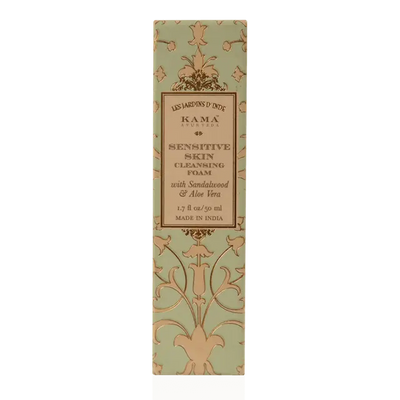 LES JARDINS D'INDE
KAMA
AYURVEDA
SENSITIVE
SKIN
CLEANSING
FOAM
with Sandalwood
& Aloe Vera
1.7 fl oz/50 ml
MADE IN INDIA